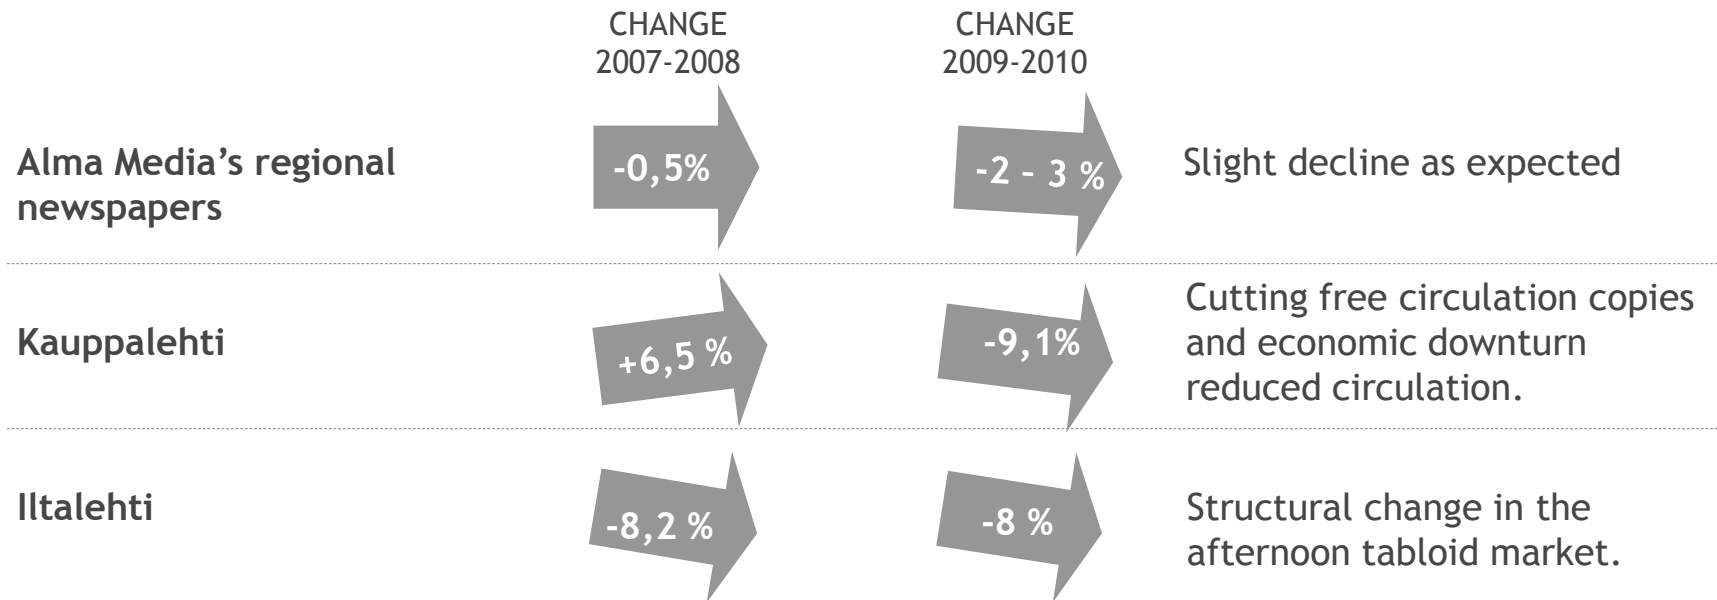 CHANGE
2007-2008
CHANGE
2009-2010
Alma Media’s regional
newspapers
-0,5%
-2 – 3 %
Slight decline as expected
Kauppalehti
+6,5 %
-9,1%
Cutting free circulation copies
and economic downturn
reduced circulation.
Iltalehti
-8,2 %
-8 %
Structural change in the
afternoon tabloid market.